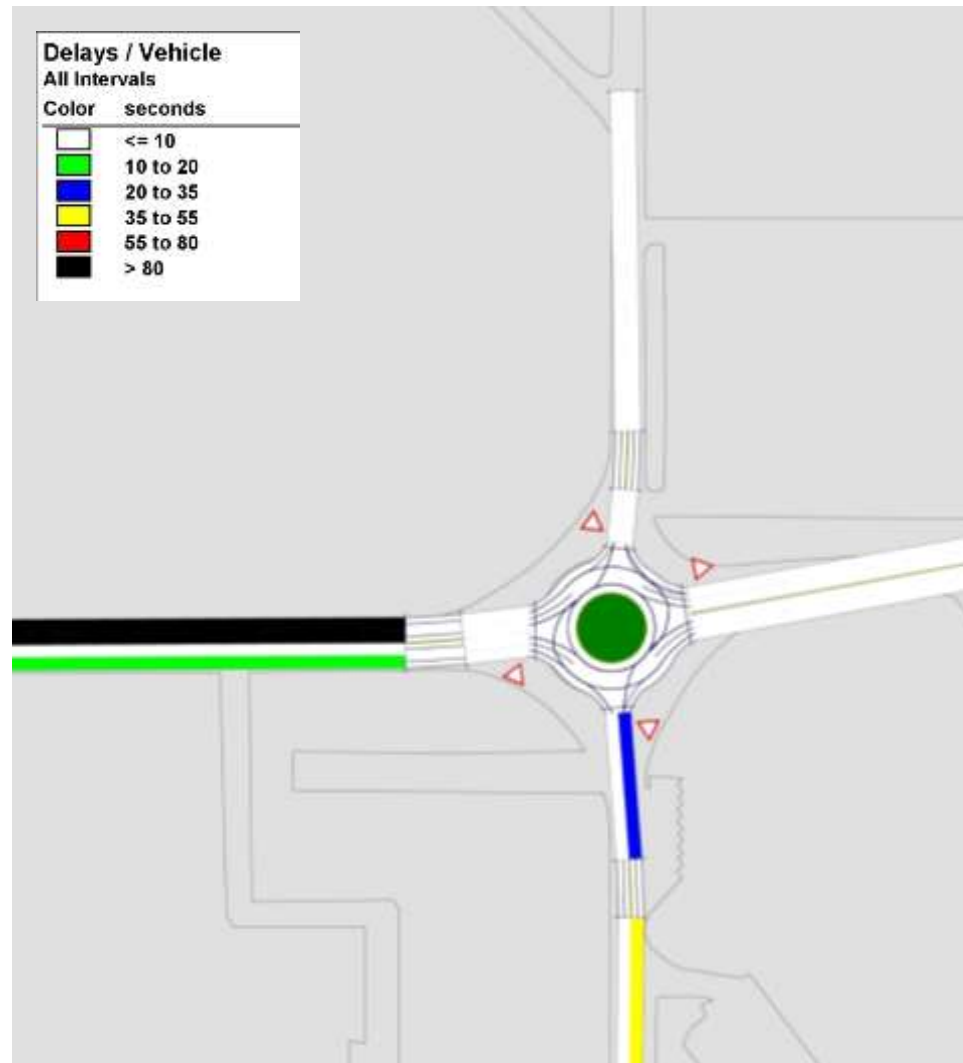 Delays / Vehicle
All Intervals
Color seconds
<= 10
10 to 20
20 to 35
35 to 55
55 to 80
> 80